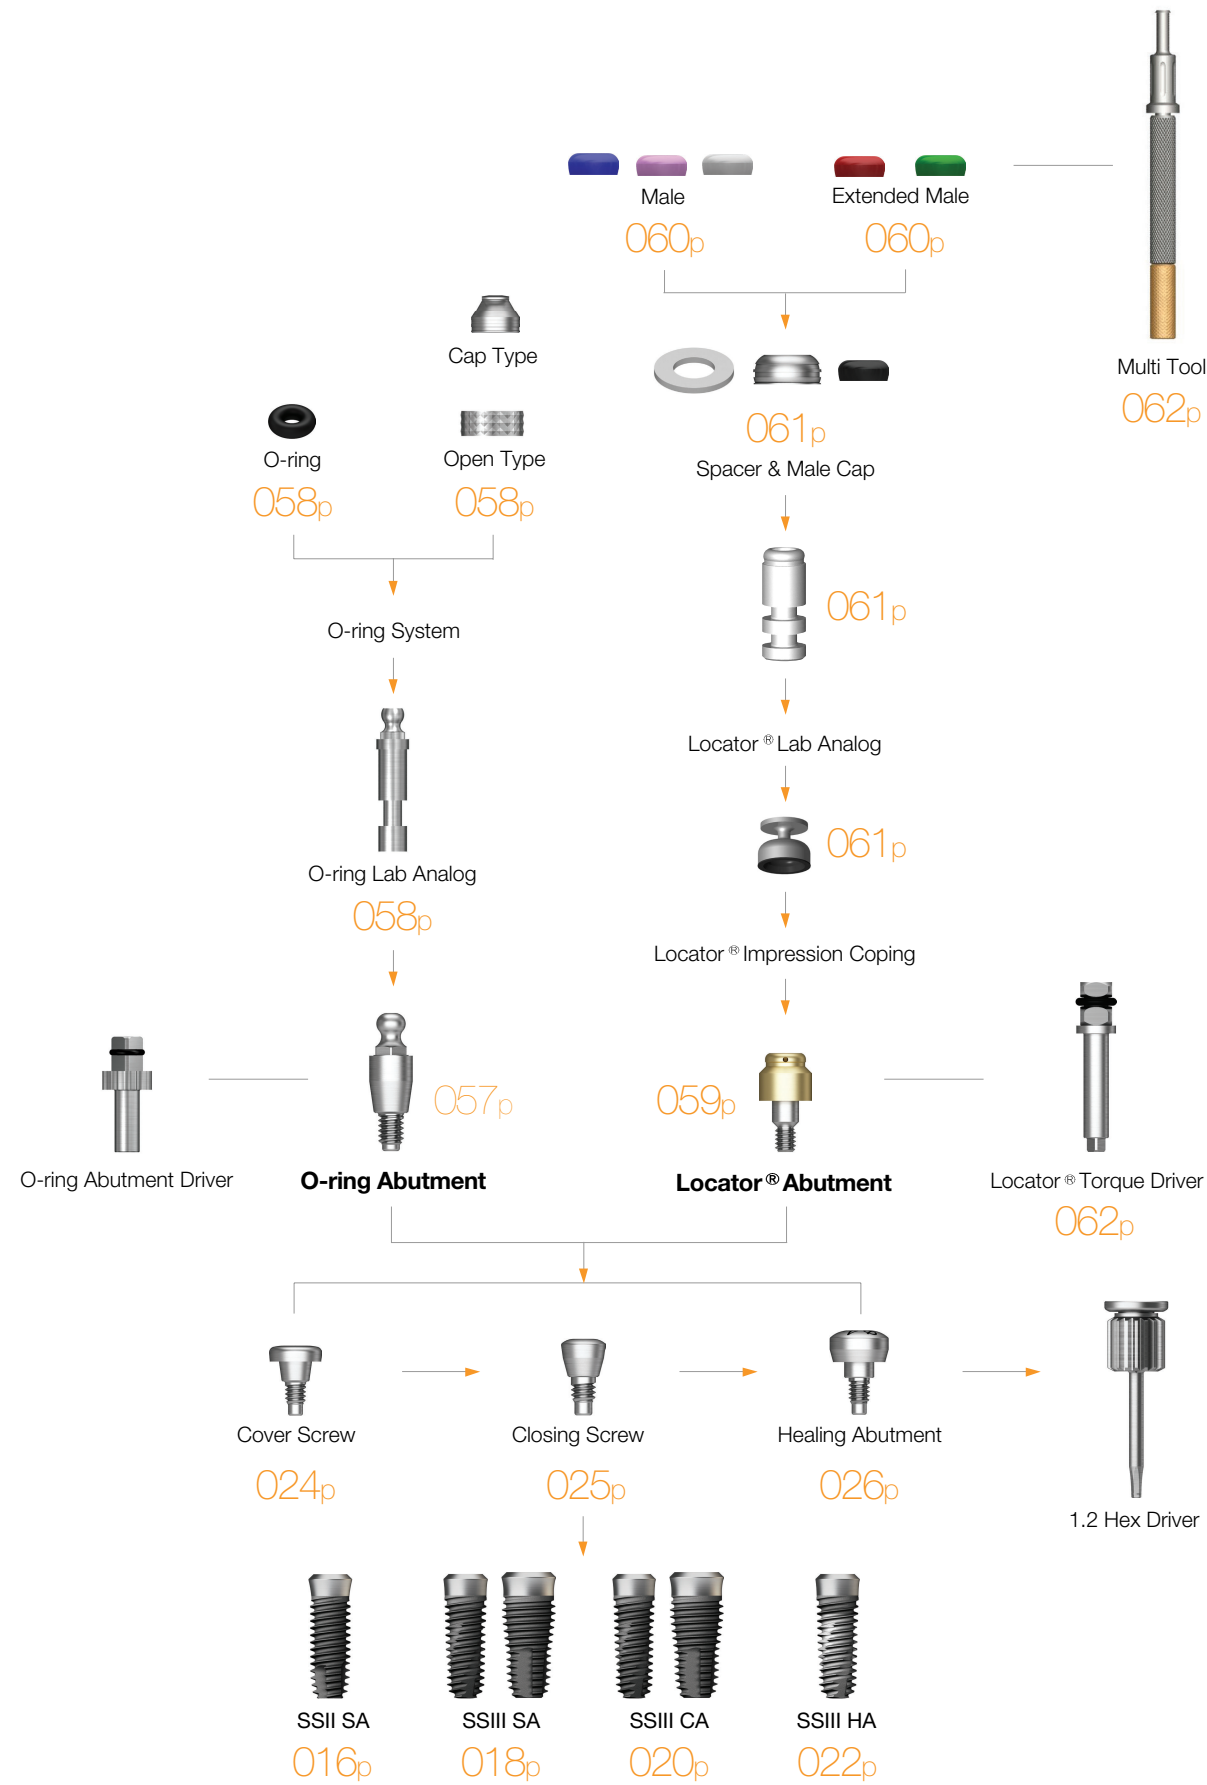 Male
060p
Extended Male
060p
Cap Type
Multi Tool
062p
O-ring
058p
Open Type
058p
061p
Spacer & Male Cap
061p
O-ring System
Locator ® Lab Analog
061p
O-ring Lab Analog
058p
Locator ® Impression Coping
057p
059p
O-ring Abutment Driver
O-ring Abutment
Locator ® Abutment
Locator ® Torque Driver
062p
Cover Screw
024p
Closing Screw
025p
Healing Abutment
026p
1.2 Hex Driver
SSII SA
016p
SSIII SA
018p
SSIII CA
020p
SSIII HA
022p